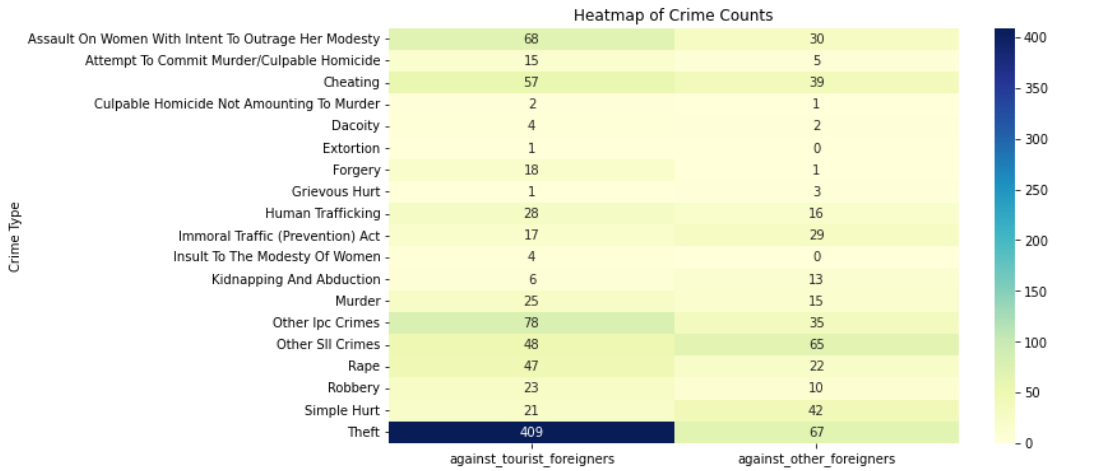 Heatmap of Crime Counts
Crime Type
Assault On Women With Intent To Outrage Her Modesty 68 30
Attempt To Commit Murder/Culpable Homicide 15 5
Cheating 57 39
Culpable Homicide Not Amounting To Murder 2 1
Dacoity 4 2
Extortion 1 0
Forgery 18 1
Grievous Hurt 1 3
Human Trafficking 28 16
Immoral Traffic (Prevention) Act 17 29
Insult To The Modesty Of Women 4 0
Kidnapping And Abduction 6 13
Murder 25 15
Other Ipc Crimes 78 35
Other Sll Crimes 48 65
Rape 47 22
Robbery 23 10
Simple Hurt 21 42
Theft 409 67
against_tourist_foreigners against_other_foreigners
400
350
300
250
200
150
100
50
0